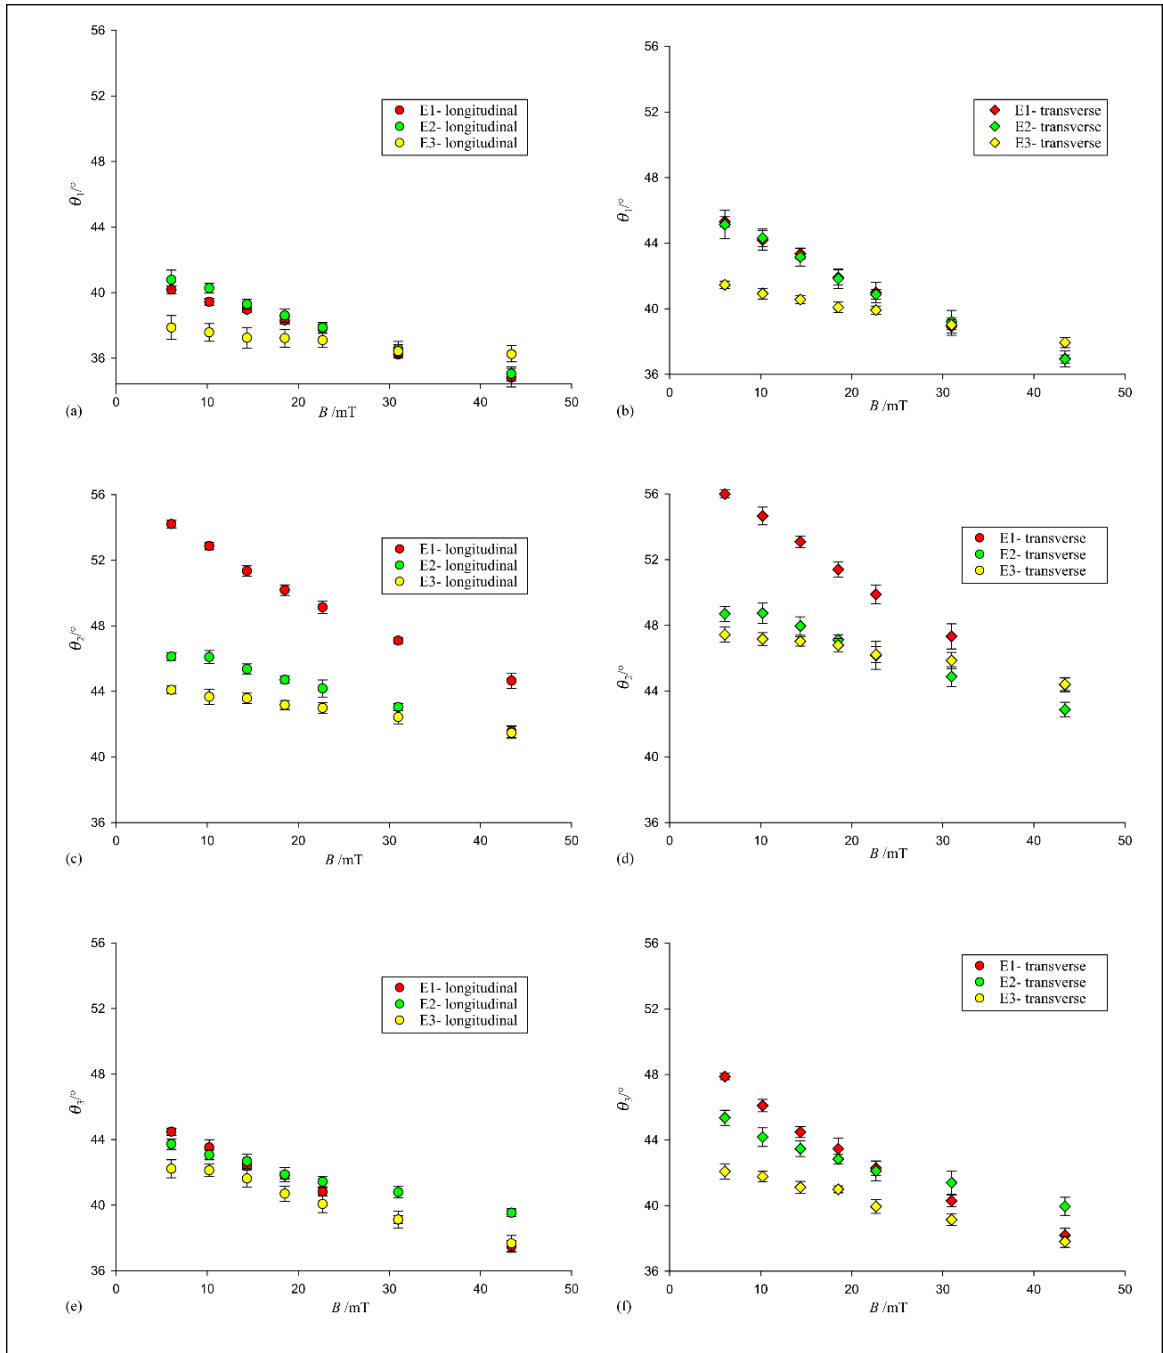 56
52
48
44
40
36
θ1/°
E1- longitudinal
E2- longitudinal
E3- longitudinal
0 10 20 30 40 50
B /mT
(a)
56
52
48
44
40
36
θ1/°
E1- transverse
E2- transverse
E3- transverse
0 10 20 30 40 50
B /mT
(b)
56
52
48
44
40
36
θ2/°
E1- longitudinal
E2- longitudinal
E3- longitudinal
0 10 20 30 40 50
B /mT
(c)
56
52
48
44
40
36
θ2/°
E1- transverse
E2- transverse
E3- transverse
0 10 20 30 40 50
B /mT
(d)
56
52
48
44
40
36
θ3/°
E1- longitudinal
E2- longitudinal
E3- longitudinal
0 10 20 30 40 50
B /mT
(e)
56
52
48
44
40
36
θ3/°
E1- transverse
E2- transverse
E3- transverse
0 10 20 30 40 50
B /mT
(f)